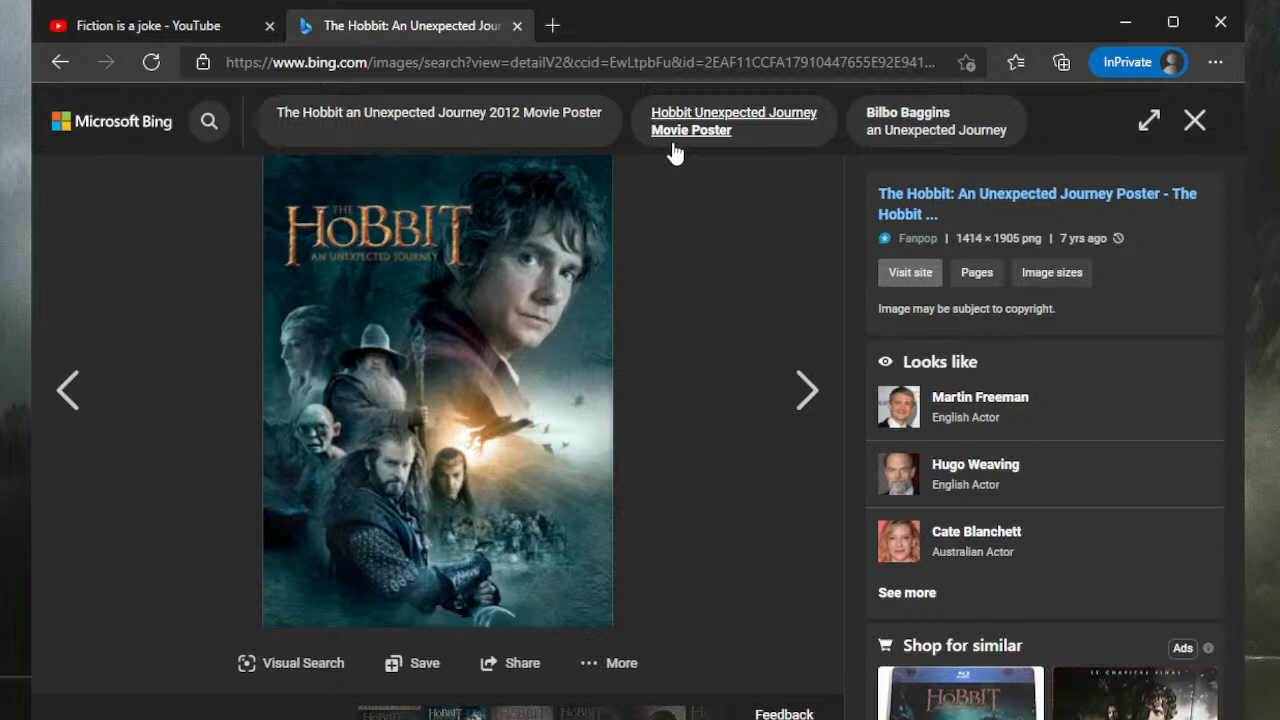 Fiction is a joke - YouTube
The Hobbit: An Unexpected Jour
InPrivate
https://www.bing.com/images/search?view=detailV2&ccid=EwLtpbFu&id=2EAF11CCFA17910447655E92E941...
Microsoft Bing
The Hobbit an Unexpected Journey 2012 Movie Poster
Hobbit Unexpected Journey
Movie Poster
Bilbo Baggins
an Unexpected Journey
THE
HOBBIT
AN UNEXPECTED JOURNEY
The Hobbit: An Unexpected Journey Poster - The
Hobbit ...
Fanpop | 1414 × 1905 png | 7 yrs ago
Visit site
Pages
Image sizes
Image may be subject to copyright.
Looks like
Martin Freeman
English Actor
Hugo Weaving
English Actor
Cate Blanchett
Australian Actor
See more
Shop for similar
Ads
LE CHAPITRE FINAL
HOBBIT
Visual Search
Save
Share
More
Feedback